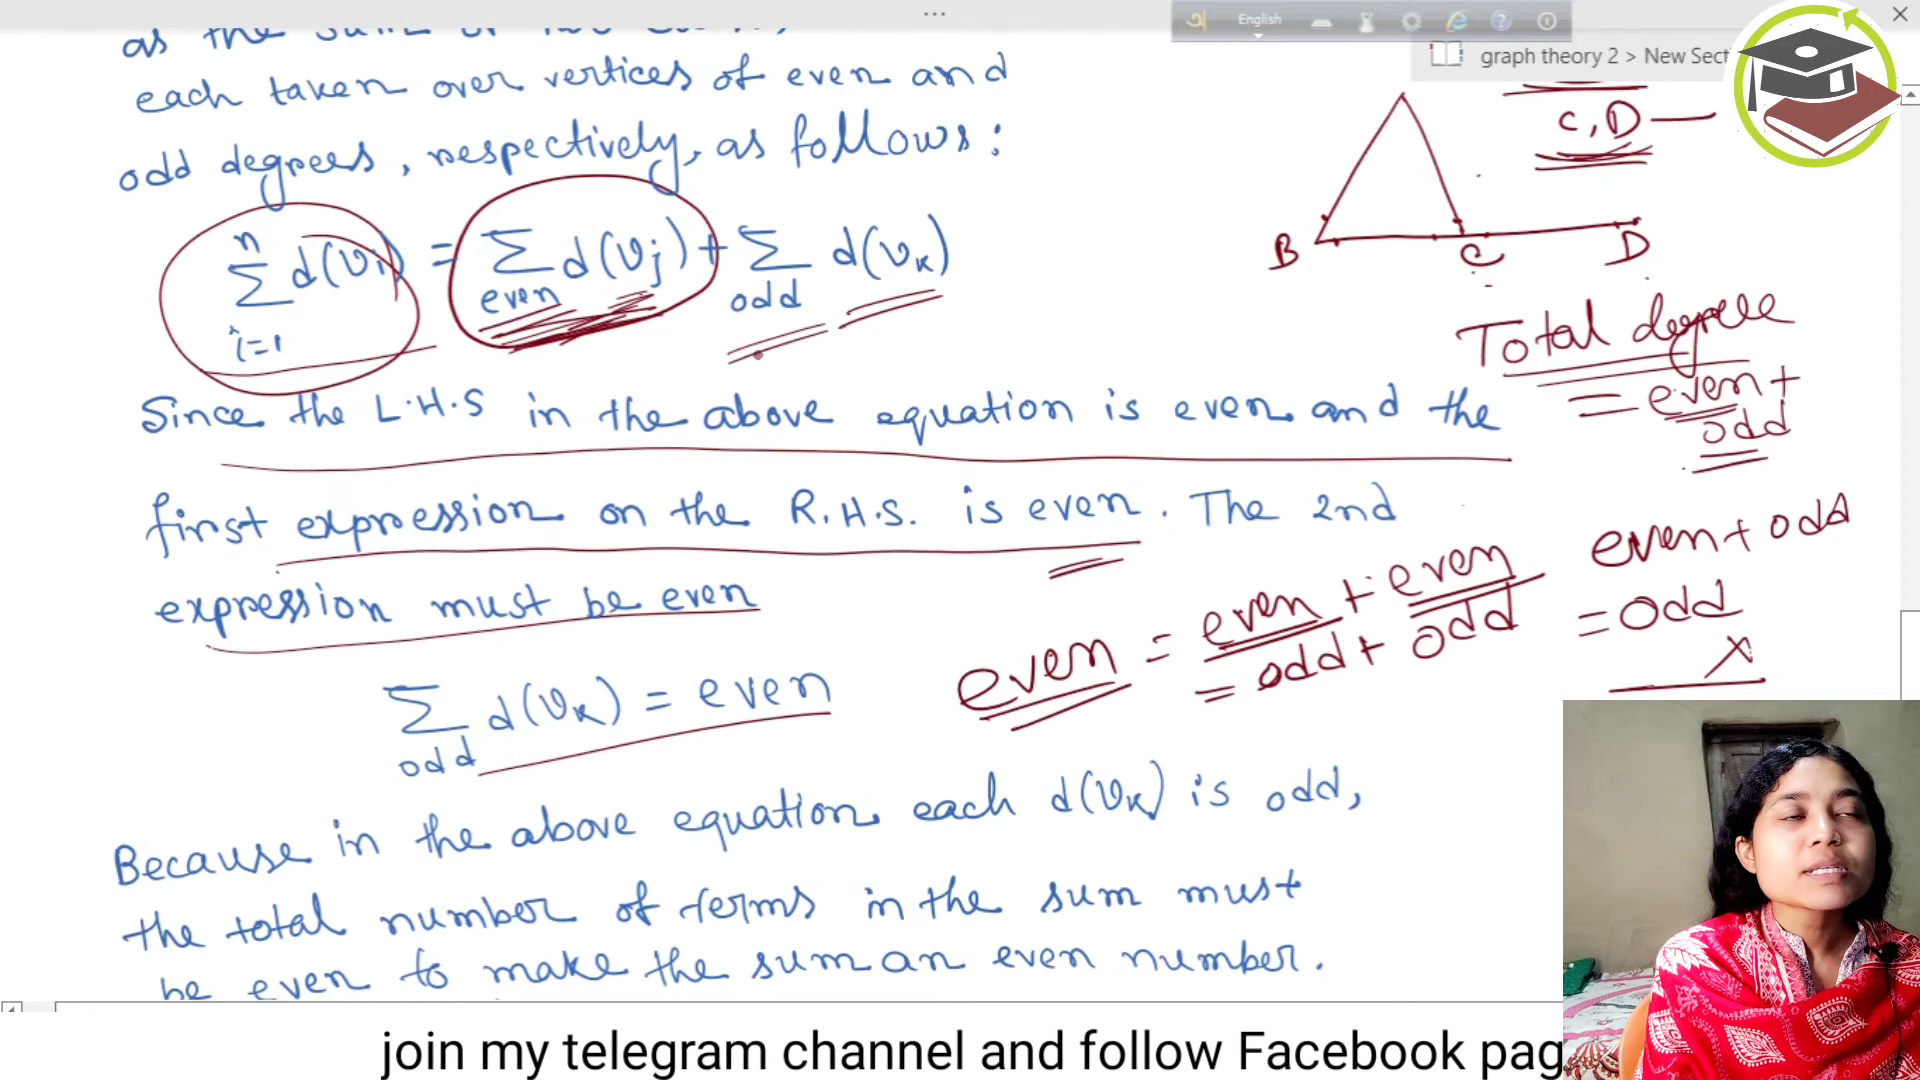 English
graph theory 2 > New Sect
as the sum of
each taken over vertices of even and
odd degrees, respectively, as follows:
n
Σ d(vi) = Σ d(vj) + Σ d(vk)
i=1 even odd
Since the L.H.S in the above equation is even and the
first expression on the R.H.S. is even. The 2nd
expression must be even
Σ d(vk) = even
odd
Because in the above equation each d(vk) is odd,
the total number of terms in the sum must
be even to make the sum an even number.
C, D
B C D
Total degree
= even +
odd
even = even + even
= odd + odd
even + odd
= odd
X
join my telegram channel and follow Facebook pag